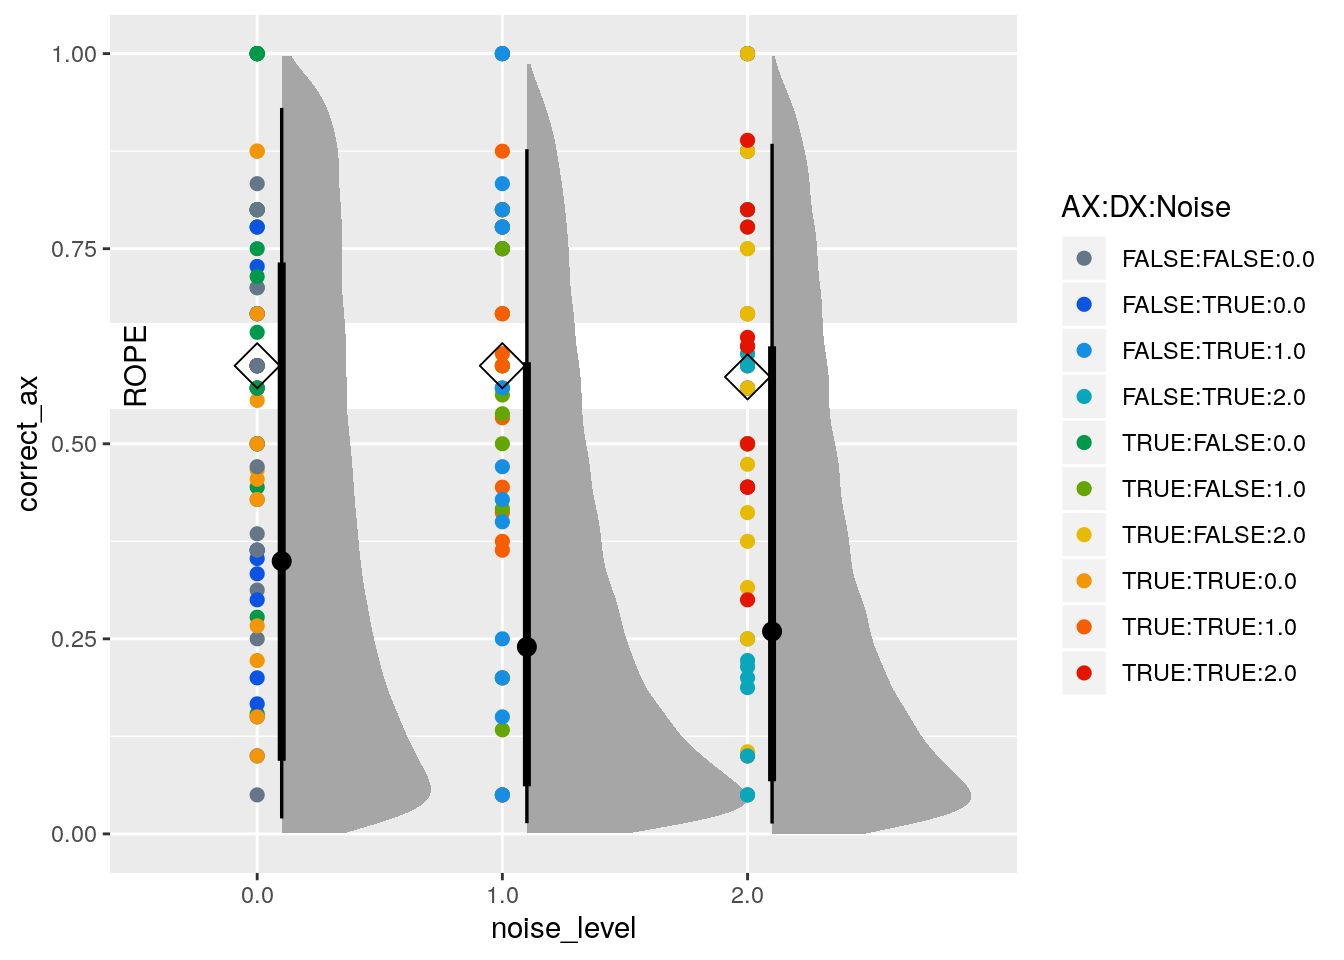 1.00
0.75
0.50
0.25
0.00
correct_ax
ROPE
0.0
1.0
2.0
noise_level
AX:DX:Noise
FALSE:FALSE:0.0
FALSE:TRUE:0.0
FALSE:TRUE:1.0
FALSE:TRUE:2.0
TRUE:FALSE:0.0
TRUE:FALSE:1.0
TRUE:FALSE:2.0
TRUE:TRUE:0.0
TRUE:TRUE:1.0
TRUE:TRUE:2.0